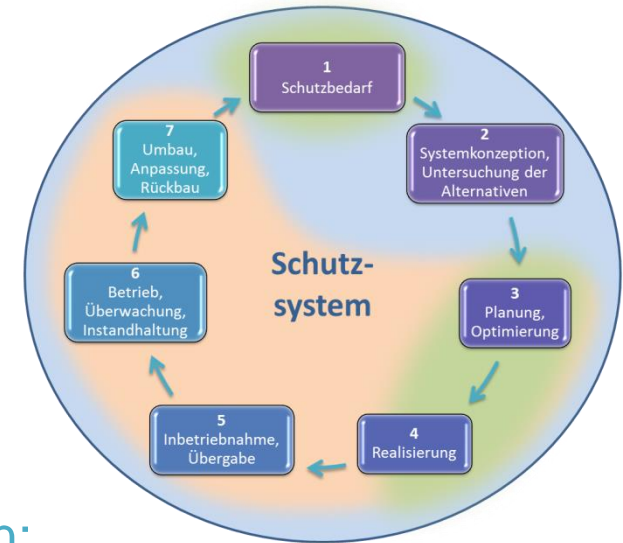 1
Schutzbedarf
2
Systemkonzeption,
Untersuchung der
Alternativen
3
Planung,
Optimierung
4
Realisierung
5
Inbetriebnahme,
Übergabe
6
Betrieb,
Überwachung,
Instandhaltung
7
Umbau,
Anpassung,
Rückbau
Schutz-
system